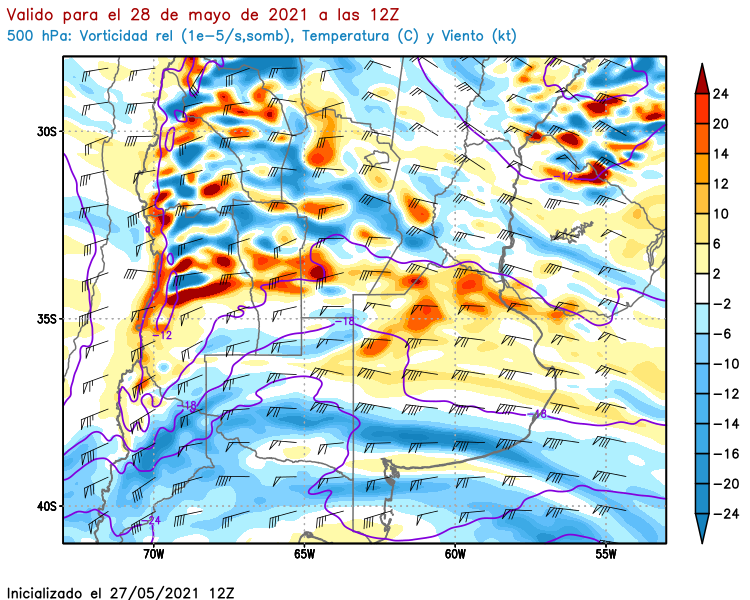 Valido para el 28 de mayo de 2021 a las 12Z
500 hPa: Vorticidad rel (1e-5/s,somb), Temperatura (C) y Viento (kt)
30S
35S
40S
70W
65W
60W
55W
-12
-12
-18
-18
-18
-24
24
20
14
12
10
6
2
-2
-6
-10
-12
-14
-16
-20
-24
Inicializado el 27/05/2021 12Z